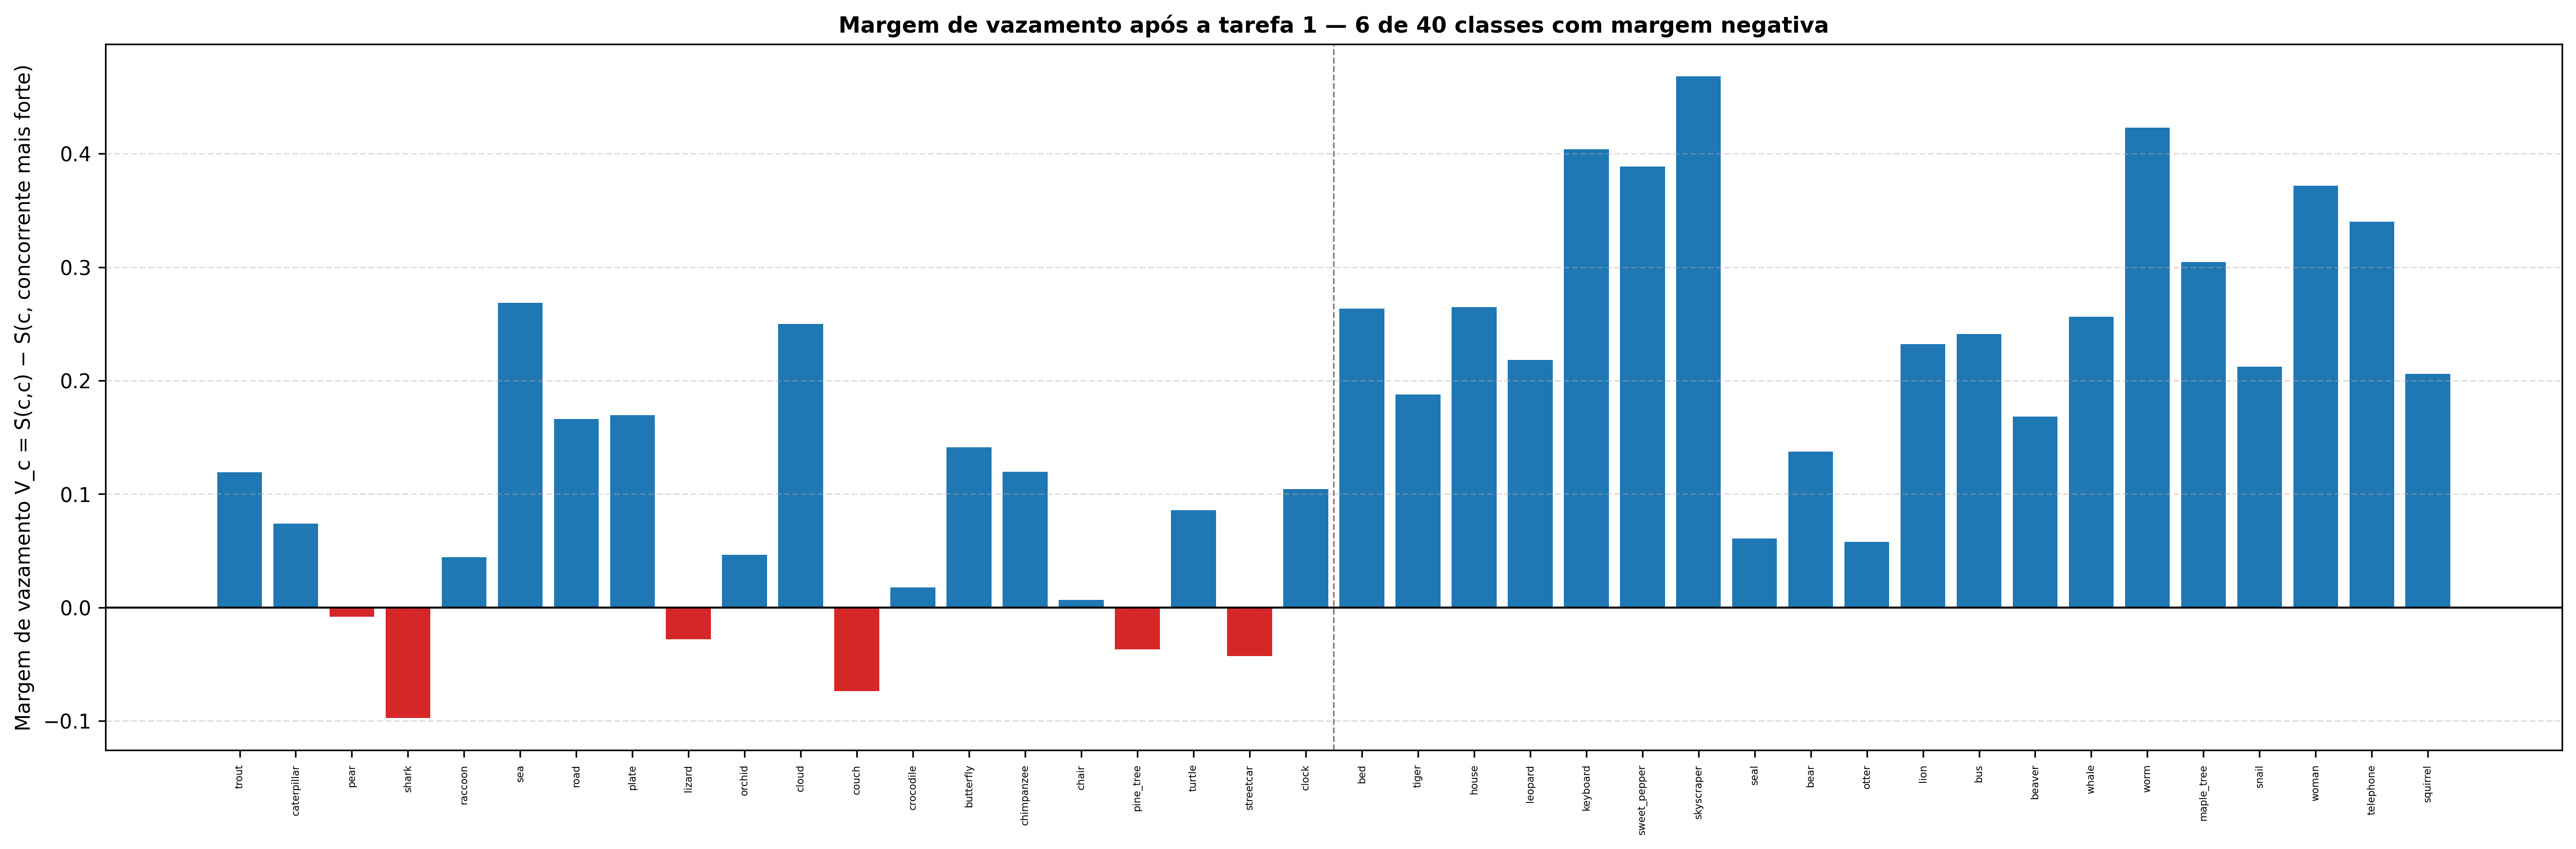 Margem de vazamento após a tarefa 1 — 6 de 40 classes com margem negativa
Margem de vazamento V_c = S(c,c) − S(c, concorrente mais forte)
0.4
0.3
0.2
0.1
0.0
−0.1
trout
caterpillar
pear
shark
raccoon
sea
road
plate
lizard
orchid
cloud
couch
crocodile
butterfly
chimpanzee
chair
pine_tree
turtle
streetcar
clock
bed
tiger
house
leopard
keyboard
sweet_pepper
skyscraper
seal
bear
otter
lion
bus
beaver
whale
worm
maple_tree
snail
woman
telephone
squirrel